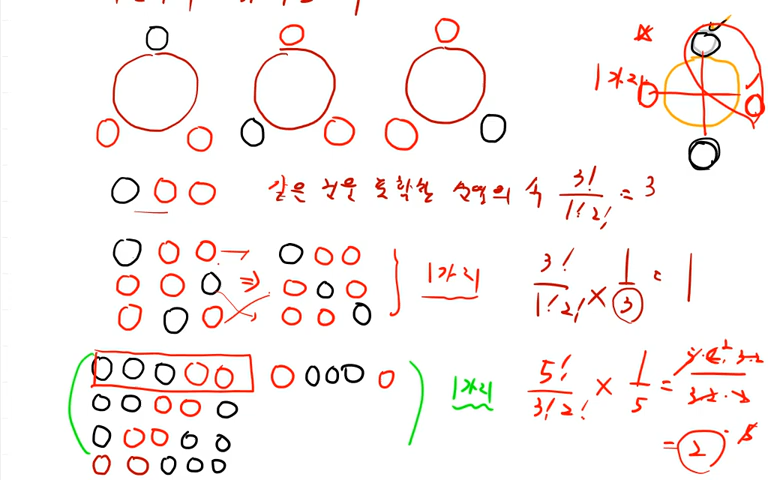 1가지
같은 것을 포함한 순열의 수 3!/1!2! = 3
1가지 3!/1!2! × 1/3 = 1
1가지 5!/3!2! × 1/5 =
= 2